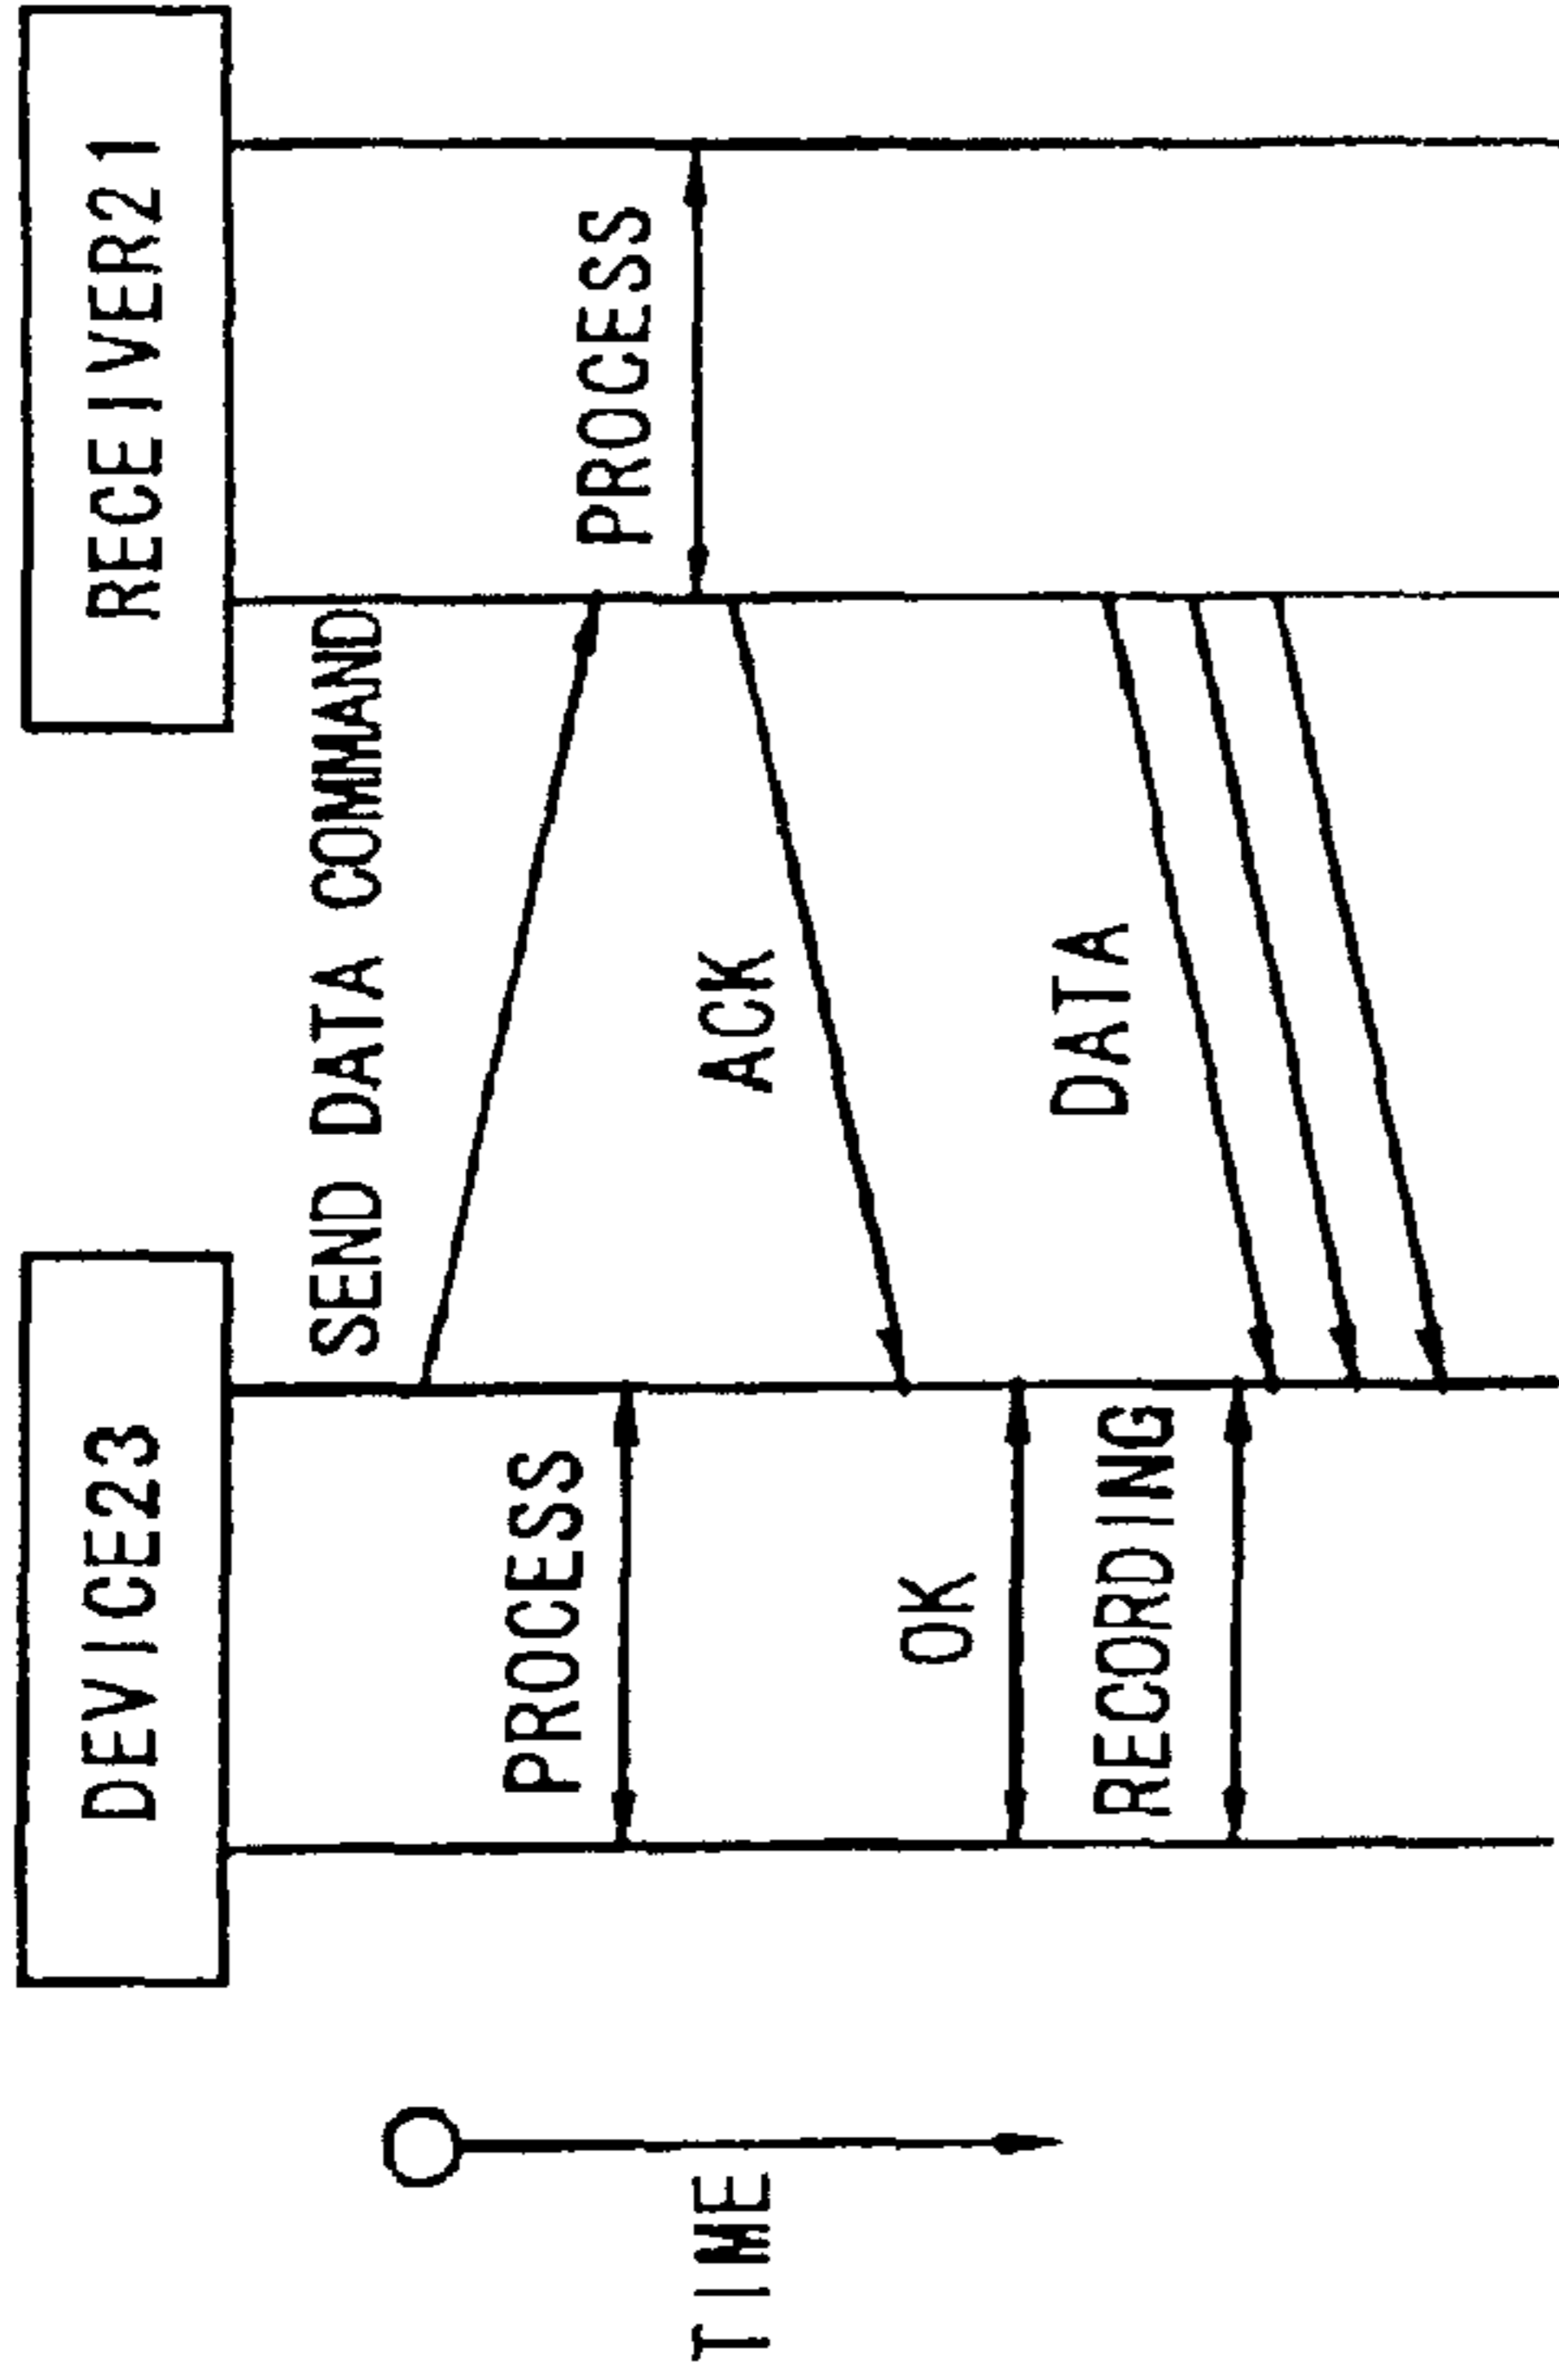 DEVICE23
RECEIVER21
SEND DATA COMMAND
PROCESS
PROCESS
ACK
TIME
OK
DATA
RECORDING